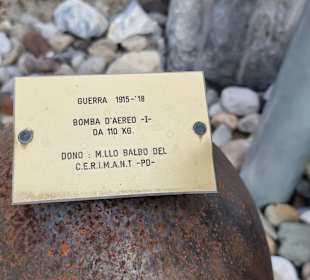 GUERRA 1915-'18
BOMBA D'AEREO -I-
DA 110 KG.
DONO : M.LLO BALBO DEL
C.E.R.I.M.A.N.T -PD-